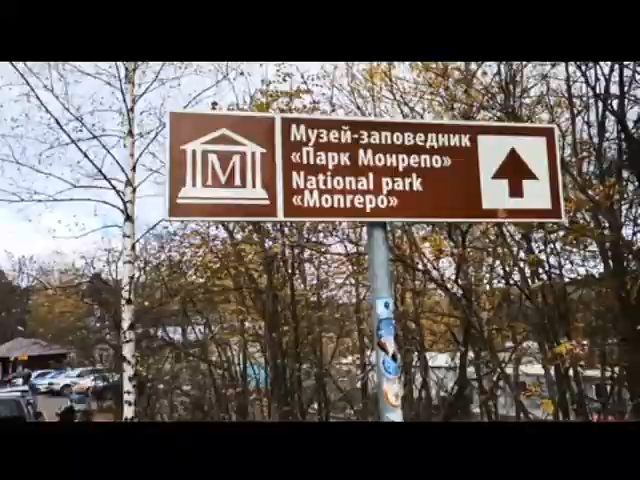 M
Музей-заповедник
«Парк Монрепо»
National park
«Monrepo»